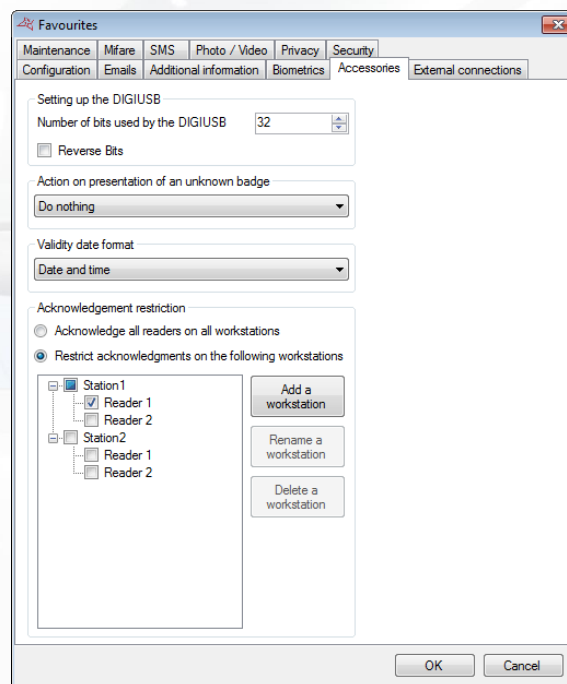 Favourites
Maintenance Mifare SMS Photo / Video Privacy Security
Configuration Emails Additional information Biometrics Accessories External connections
Setting up the DIGIUSB
Number of bits used by the DIGIUSB 32
Reverse Bits
Action on presentation of an unknown badge
Do nothing
Validity date format
Date and time
Acknowledgement restriction
Acknowledge all readers on all workstations
Restrict acknowledgments on the following workstations
Station1
Reader 1
Reader 2
Station2
Reader 1
Reader 2
Add a
workstation
Rename a
workstation
Delete a
workstation
OK Cancel